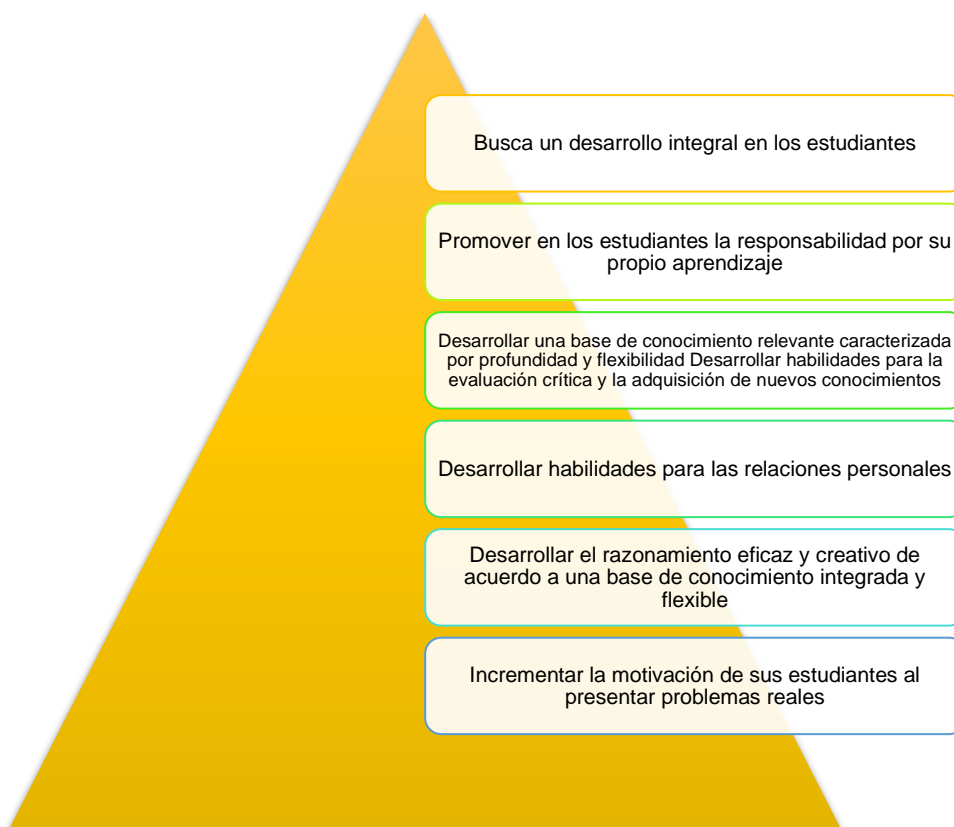 Busca un desarrollo integral en los estudiantes
Promover en los estudiantes la responsabilidad por su
propio aprendizaje
Desarrollar una base de conocimiento relevante caracterizada
por profundidad y flexibilidad Desarrollar habilidades para la
evaluación crítica y la adquisición de nuevos conocimientos
Desarrollar habilidades para las relaciones personales
Desarrollar el razonamiento eficaz y creativo de
acuerdo a una base de conocimiento integrada y
flexible
Incrementar la motivación de sus estudiantes al
presentar problemas reales